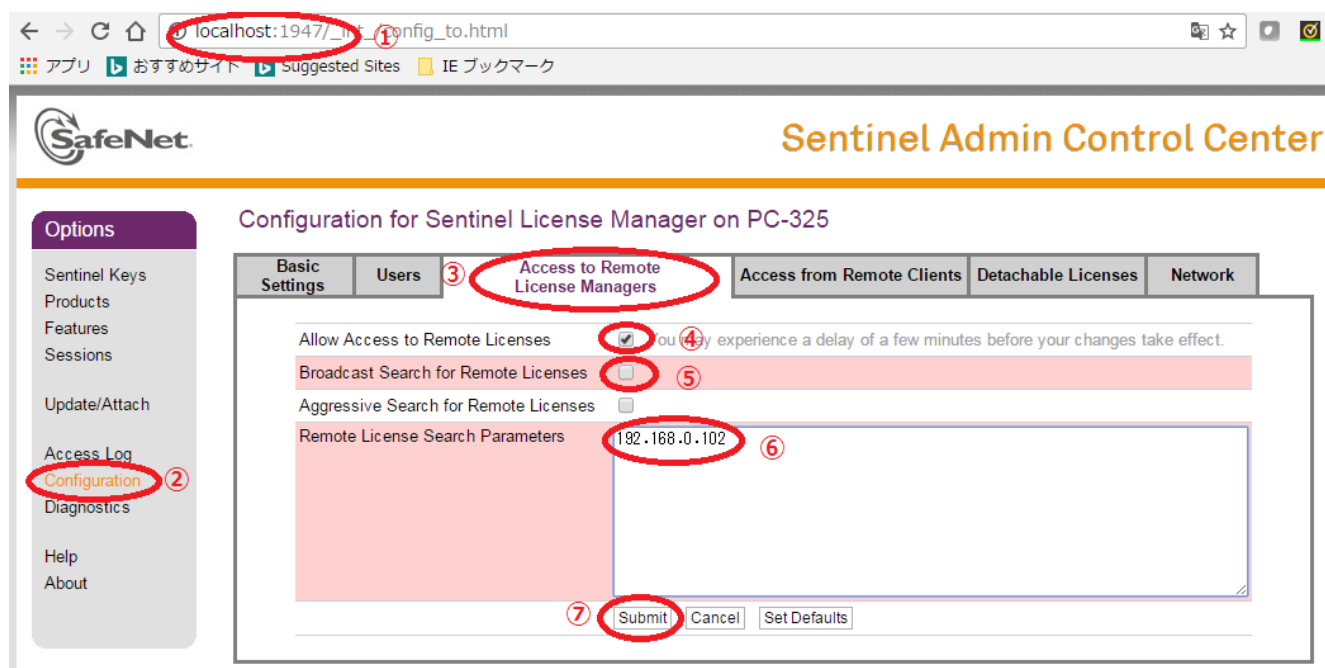 localhost:1947/_int_/config_to.html
①
アプリ おすすめサイト Suggested Sites IE ブックマーク
SafeNet.
Sentinel Admin Control Center
Options
Sentinel Keys
Products
Features
Sessions
Update/Attach
Access Log
Configuration ②
Diagnostics
Help
About
Configuration for Sentinel License Manager on PC-325
Basic Settings Users ③ Access to Remote License Managers Access from Remote Clients Detachable Licenses Network
Allow Access to Remote Licenses ④ You may experience a delay of a few minutes before your changes take effect.
Broadcast Search for Remote Licenses ⑤
Aggressive Search for Remote Licenses
Remote License Search Parameters 192.168.0.102 ⑥
⑦ Submit Cancel Set Defaults